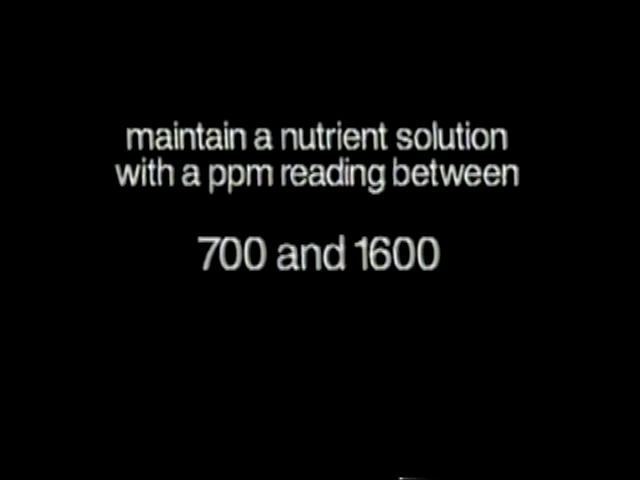 maintain a nutrient solution
with a ppm reading between
700 and 1600